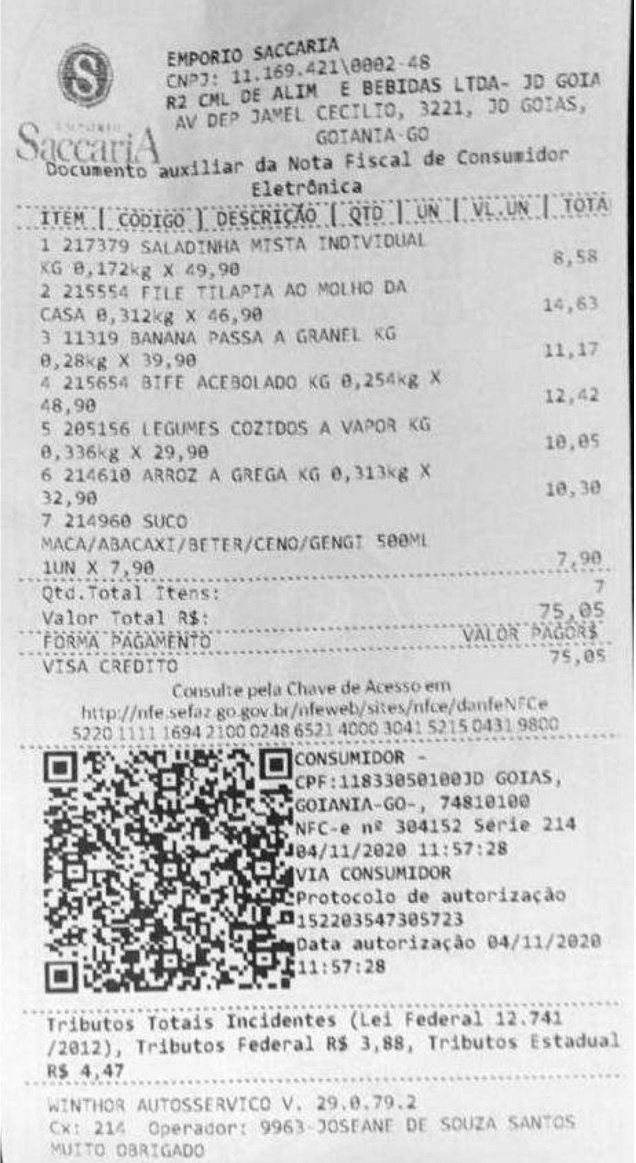 EMPORIO SACCARIA
CNPJ: 11.169.421\0002-48
R2 CML DE ALIM E BEBIDAS LTDA- JD GOIA
AV DEP JAMEL CECILIO, 3221, JD GOIAS,
GOIANIA-GO
S
EMPORIO
SaccariA
Documento auxiliar da Nota Fiscal de Consumidor
Eletrônica
ITEM | CÓDIGO | DESCRIÇÃO | QTD | UN | VL.UN | TOTA
1 217379 SALADINHA MISTA INDIVIDUAL
KG 0,172kg X 49,90 8,58
2 215554 FILE TILAPIA AO MOLHO DA
CASA 0,312kg X 46,90 14,63
3 11319 BANANA PASSA A GRANEL KG
0,28kg X 39,90 11,17
4 215654 BIFE ACEBOLADO KG 0,254kg X
48,90 12,42
5 205156 LEGUMES COZIDOS A VAPOR KG
0,336kg X 29,90 10,05
6 214610 ARROZ A GREGA KG 0,313kg X
32,90 10,30
7 214960 SUCO
MACA/ABACAXI/BETER/CENO/GENGI 500ML
1UN X 7,90 7,90
Qtd.Total Itens: 7
Valor Total R$: 75,05
FORMA PAGAMENTO VALOR PAGOR$
VISA CREDITO 75,05
Consulte pela Chave de Acesso em
http://nfe.sefaz.go.gov.br/nfeweb/sites/nfce/danfeNFCe
5220 1111 1694 2100 0248 6521 4000 3041 5215 0431 9800
CONSUMIDOR -
CPF:11833050100JD GOIAS,
GOIANIA-GO-, 74810100
NFC-e nº 304152 Série 214
04/11/2020 11:57:28
VIA CONSUMIDOR
Protocolo de autorização
152203547305723
Data autorização 04/11/2020
11:57:28
Tributos Totais Incidentes (Lei Federal 12.741
/2012), Tributos Federal R$ 3,88, Tributos Estadual
R$ 4,47
WINTHOR AUTOSSERVICO V. 29.0.79.2
Cx: 214 Operador: 9963-JOSEANE DE SOUZA SANTOS
MUITO OBRIGADO